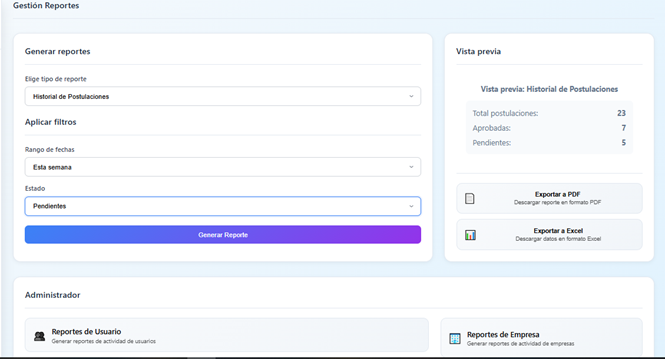 Gestión Reportes
Generar reportes
Elige tipo de reporte
Historial de Postulaciones
Aplicar filtros
Rango de fechas
Esta semana
Estado
Pendientes
Generar Reporte
Vista previa
Vista previa: Historial de Postulaciones
Total postulaciones: 23
Aprobadas: 7
Pendientes: 5
Exportar a PDF
Descargar reporte en formato PDF
Exportar a Excel
Descargar datos en formato Excel
Administrador
Reportes de Usuario
Generar reportes de actividad de usuarios
Reportes de Empresa
Generar reportes de actividad de empresas